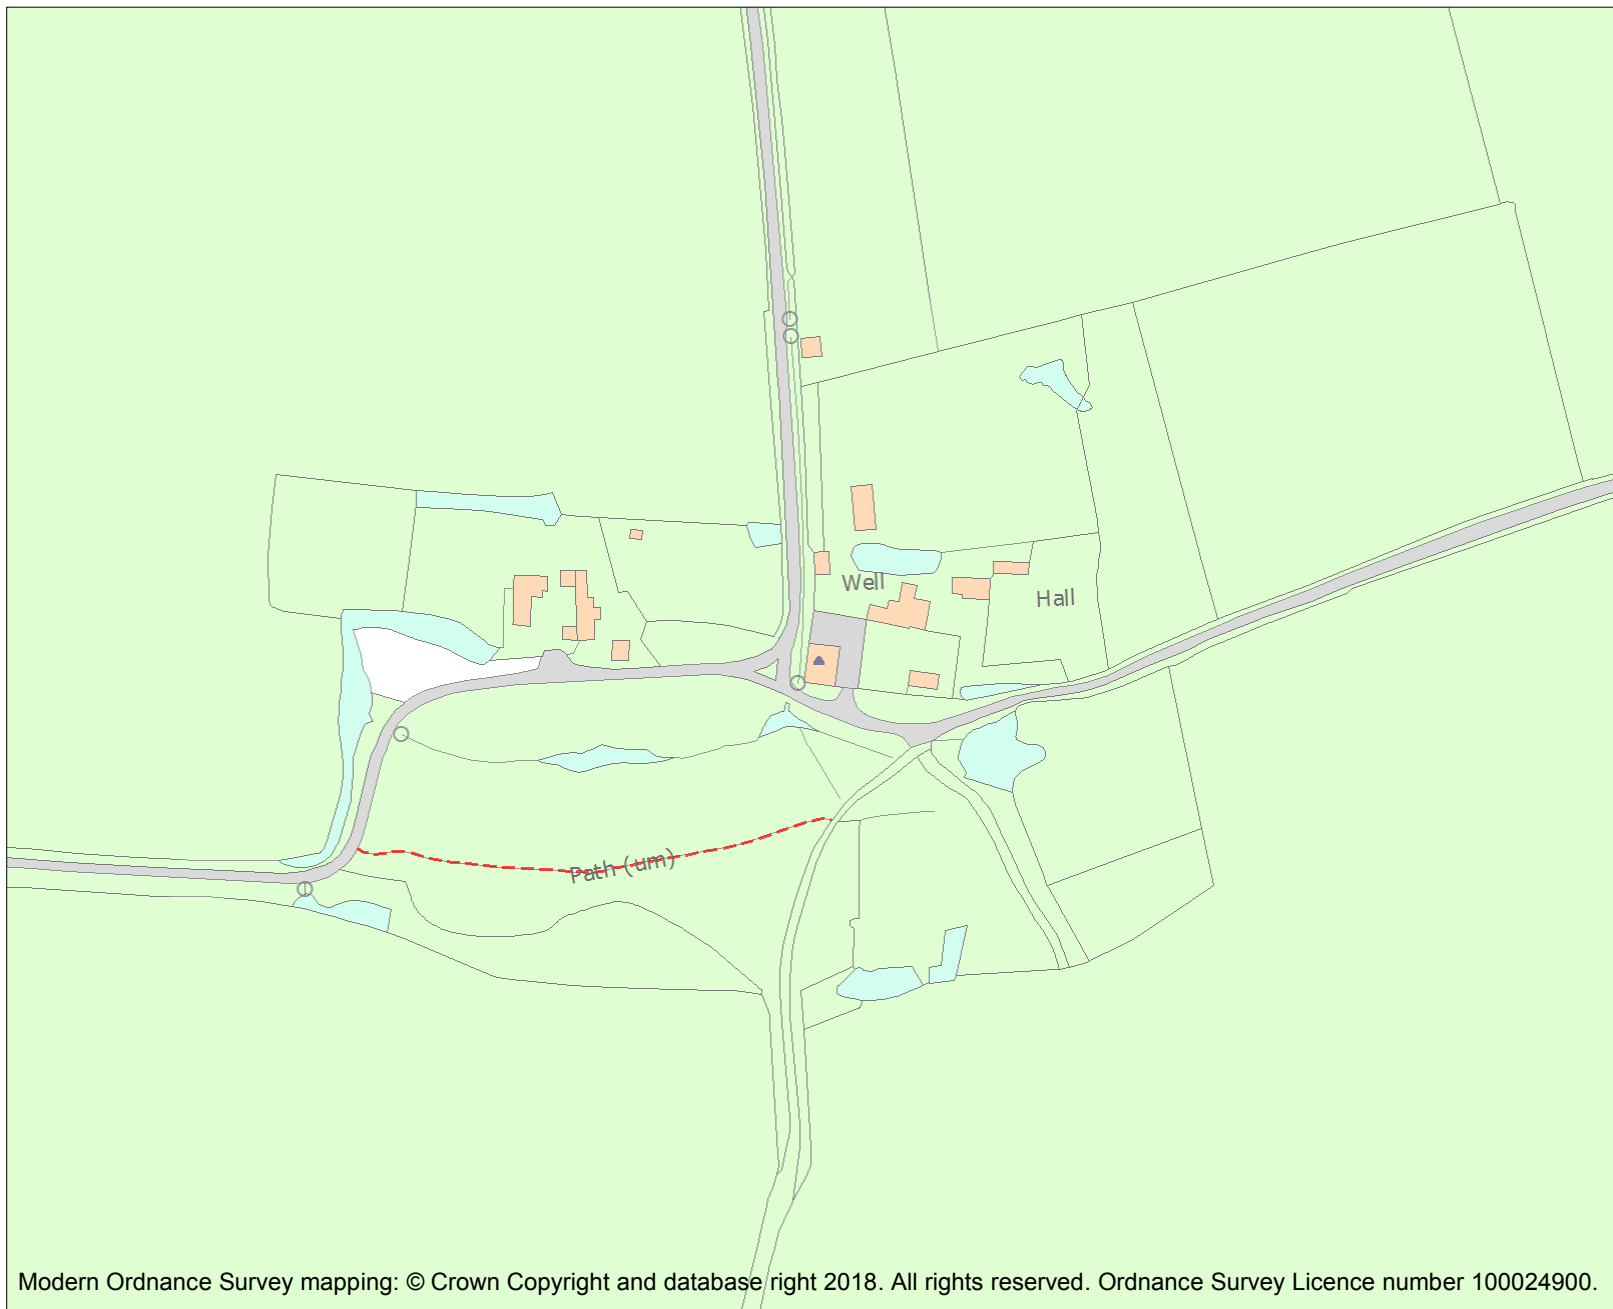 Well
Hall
Path (um)
Modern Ordnance Survey mapping: © Crown Copyright and database right 2018. All rights reserved. Ordnance Survey Licence number 100024900.